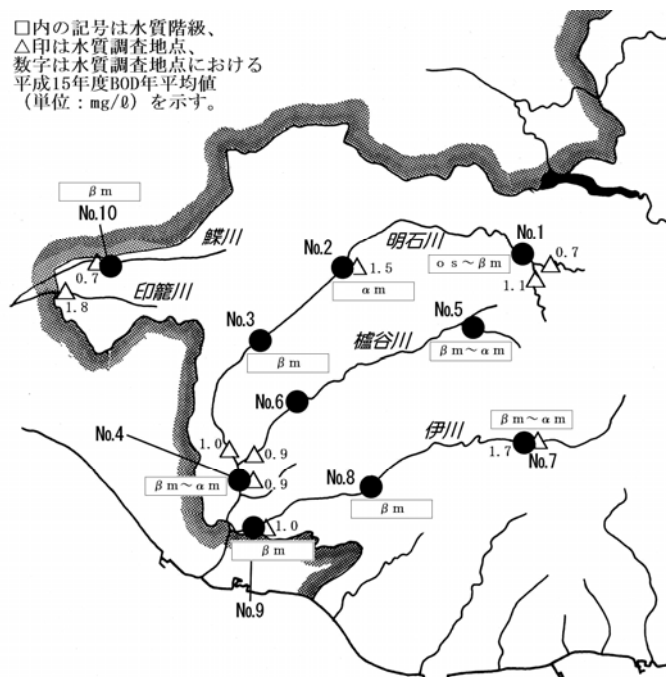 □内の記号は水質階級、
△印は水質調査地点、
数字は水質調査地点における
平成15年度BOD年平均値
(単位:mg/ℓ)を示す。
βm
No.10
鰈川
0.7
印籠川
1.8
明石川
No.2
1.5
αm
No.1
os~βm
0.7
1.1
No.3
βm
No.5
βm~αm
櫨谷川
No.6
No.4
1.0
0.9
βm~αm
0.9
伊川
βm~αm
1.7
No.7
No.8
βm
1.0
βm
No.9